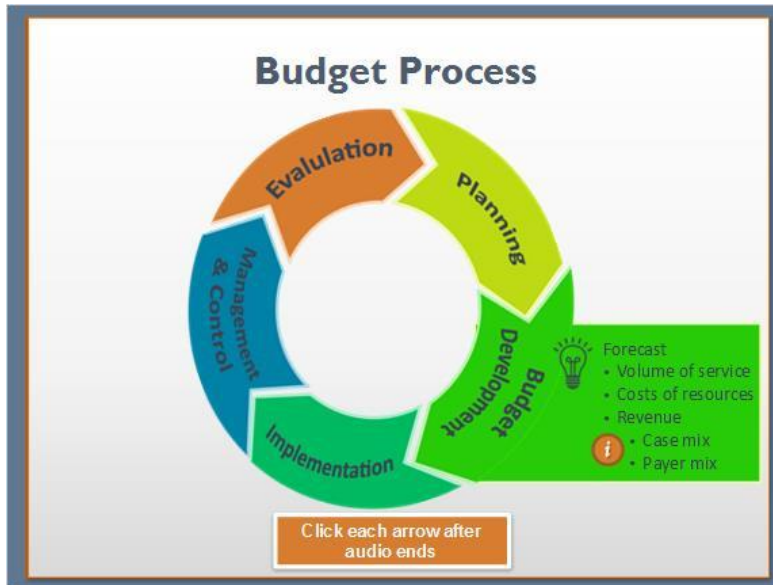 Budget Process
Evalulation
Planning
Budget
Development
Implementation
Management
& Control
Forecast
• Volume of service
• Costs of resources
• Revenue
i
• Case mix
• Payer mix
Click each arrow after
audio ends